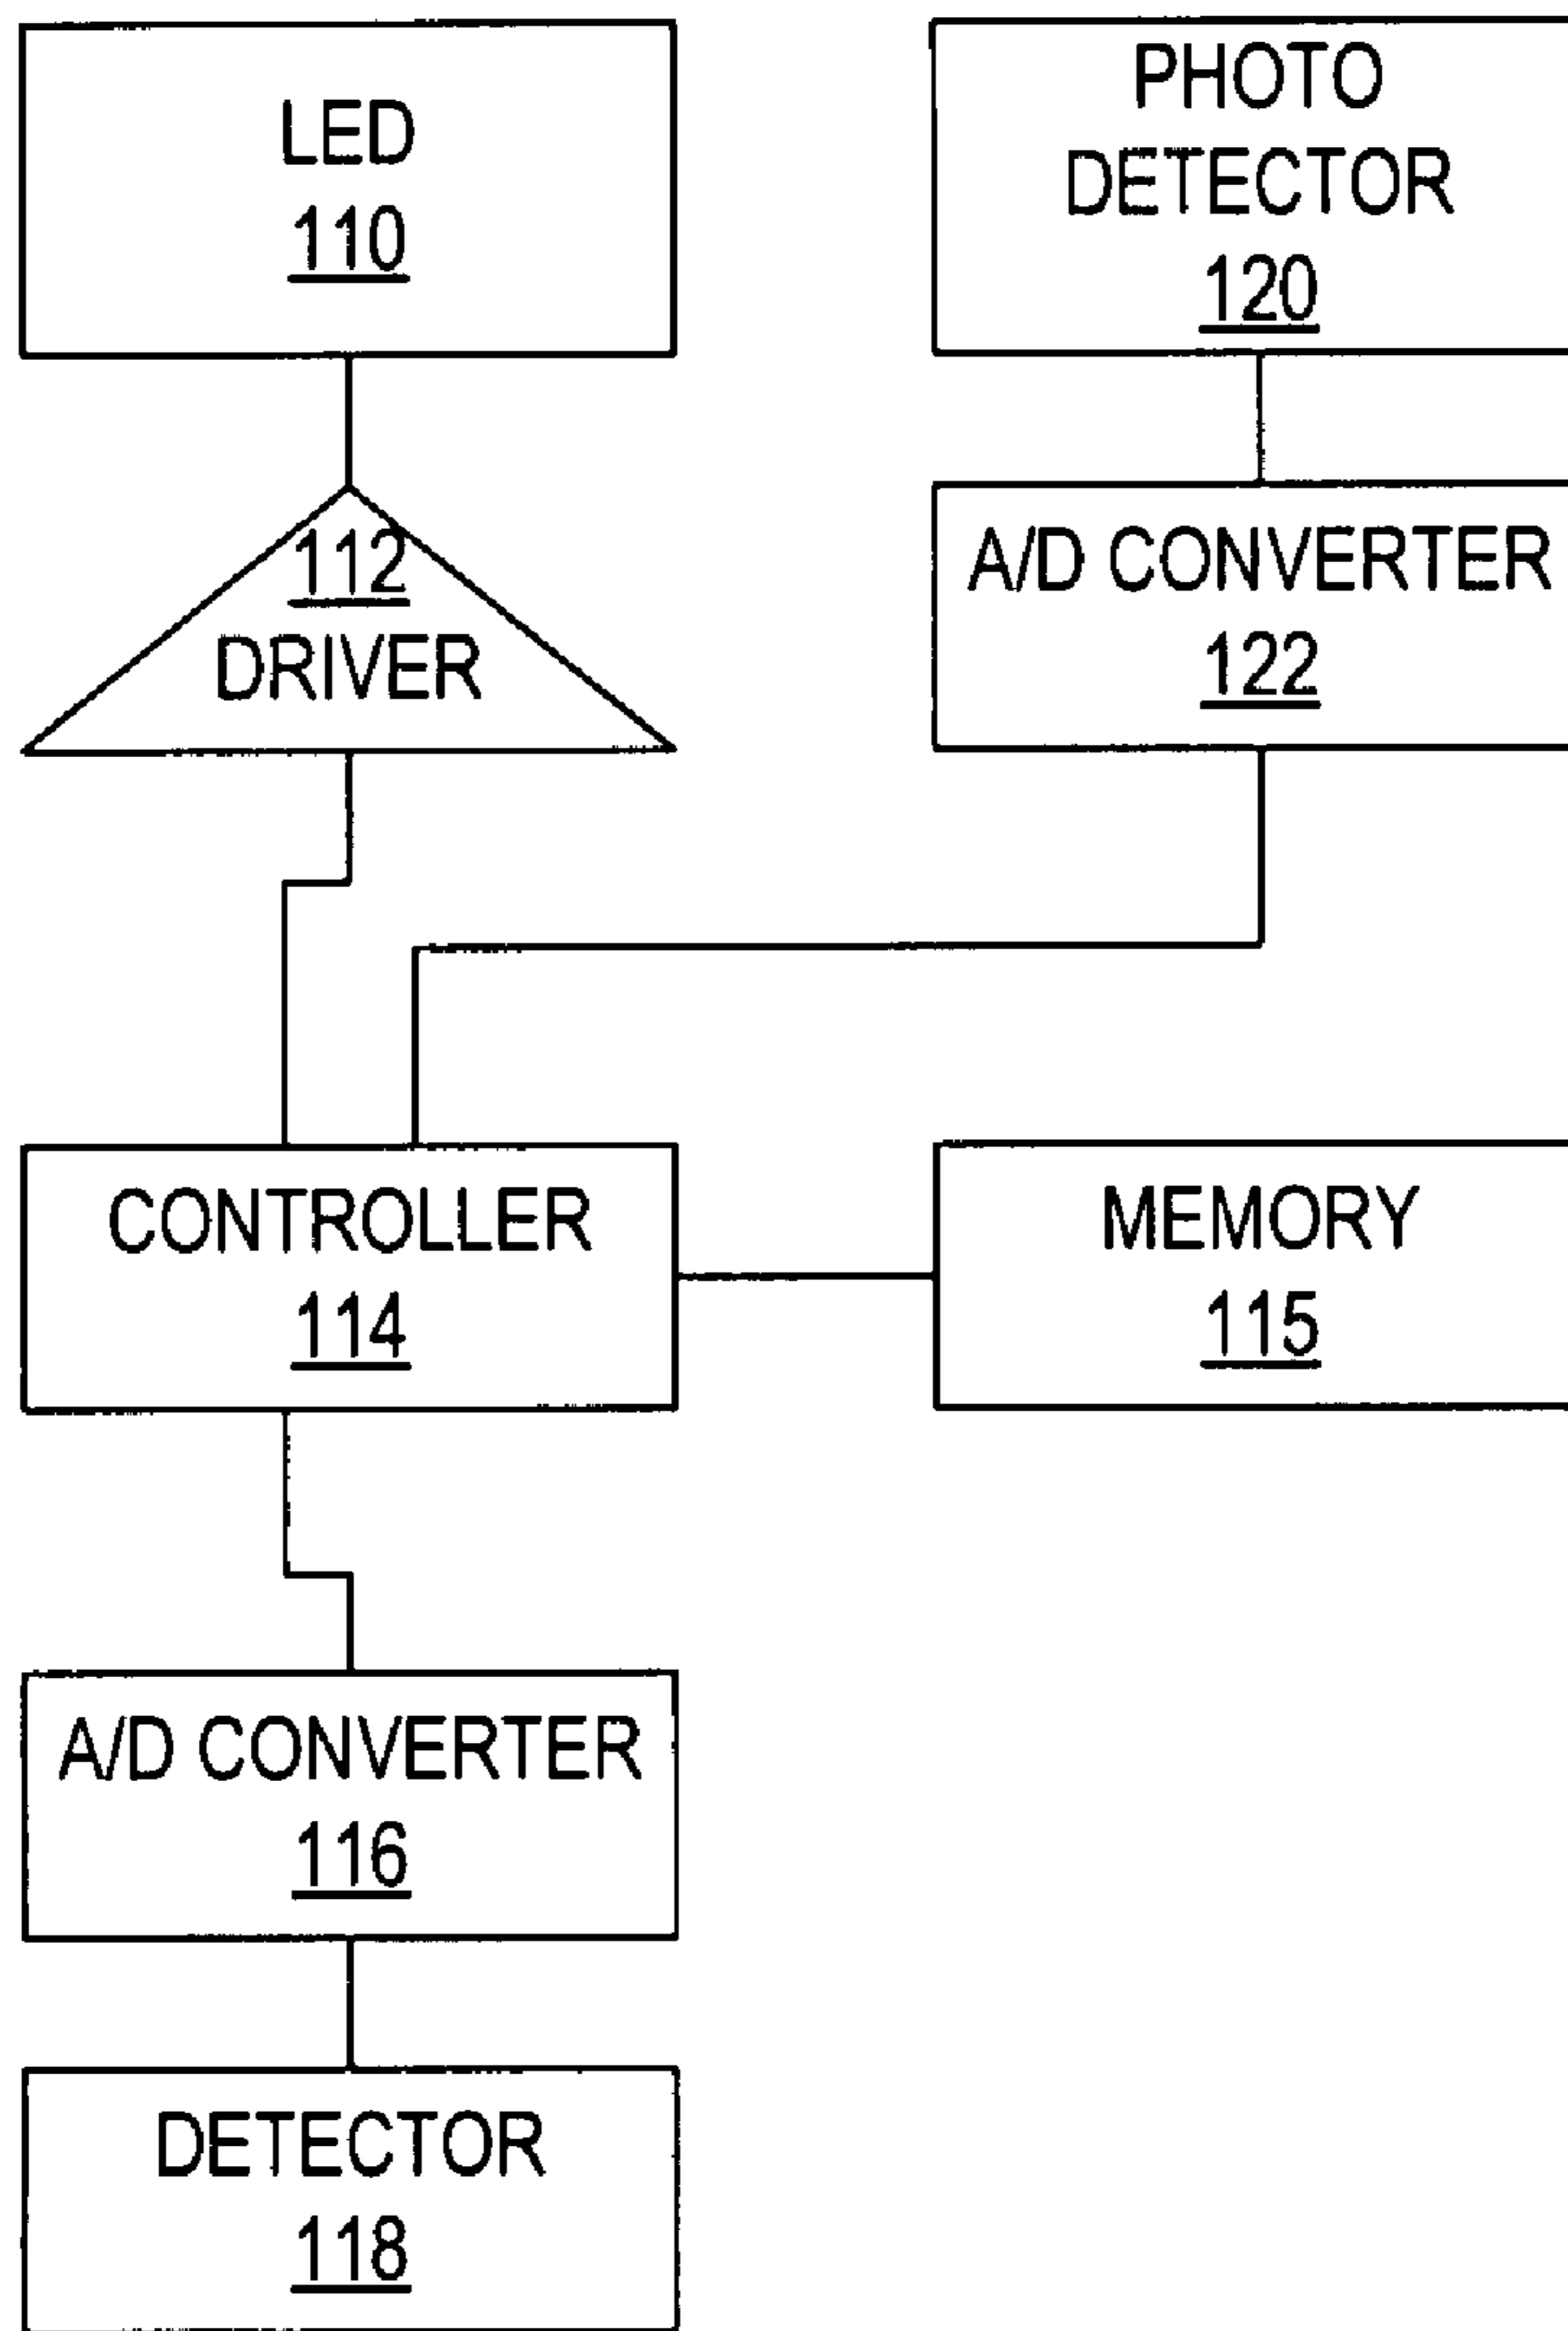 LED
110
PHOTO
DETECTOR
120
112
DRIVER
A/D CONVERTER
122
CONTROLLER
114
MEMORY
115
A/D CONVERTER
116
DETECTOR
118